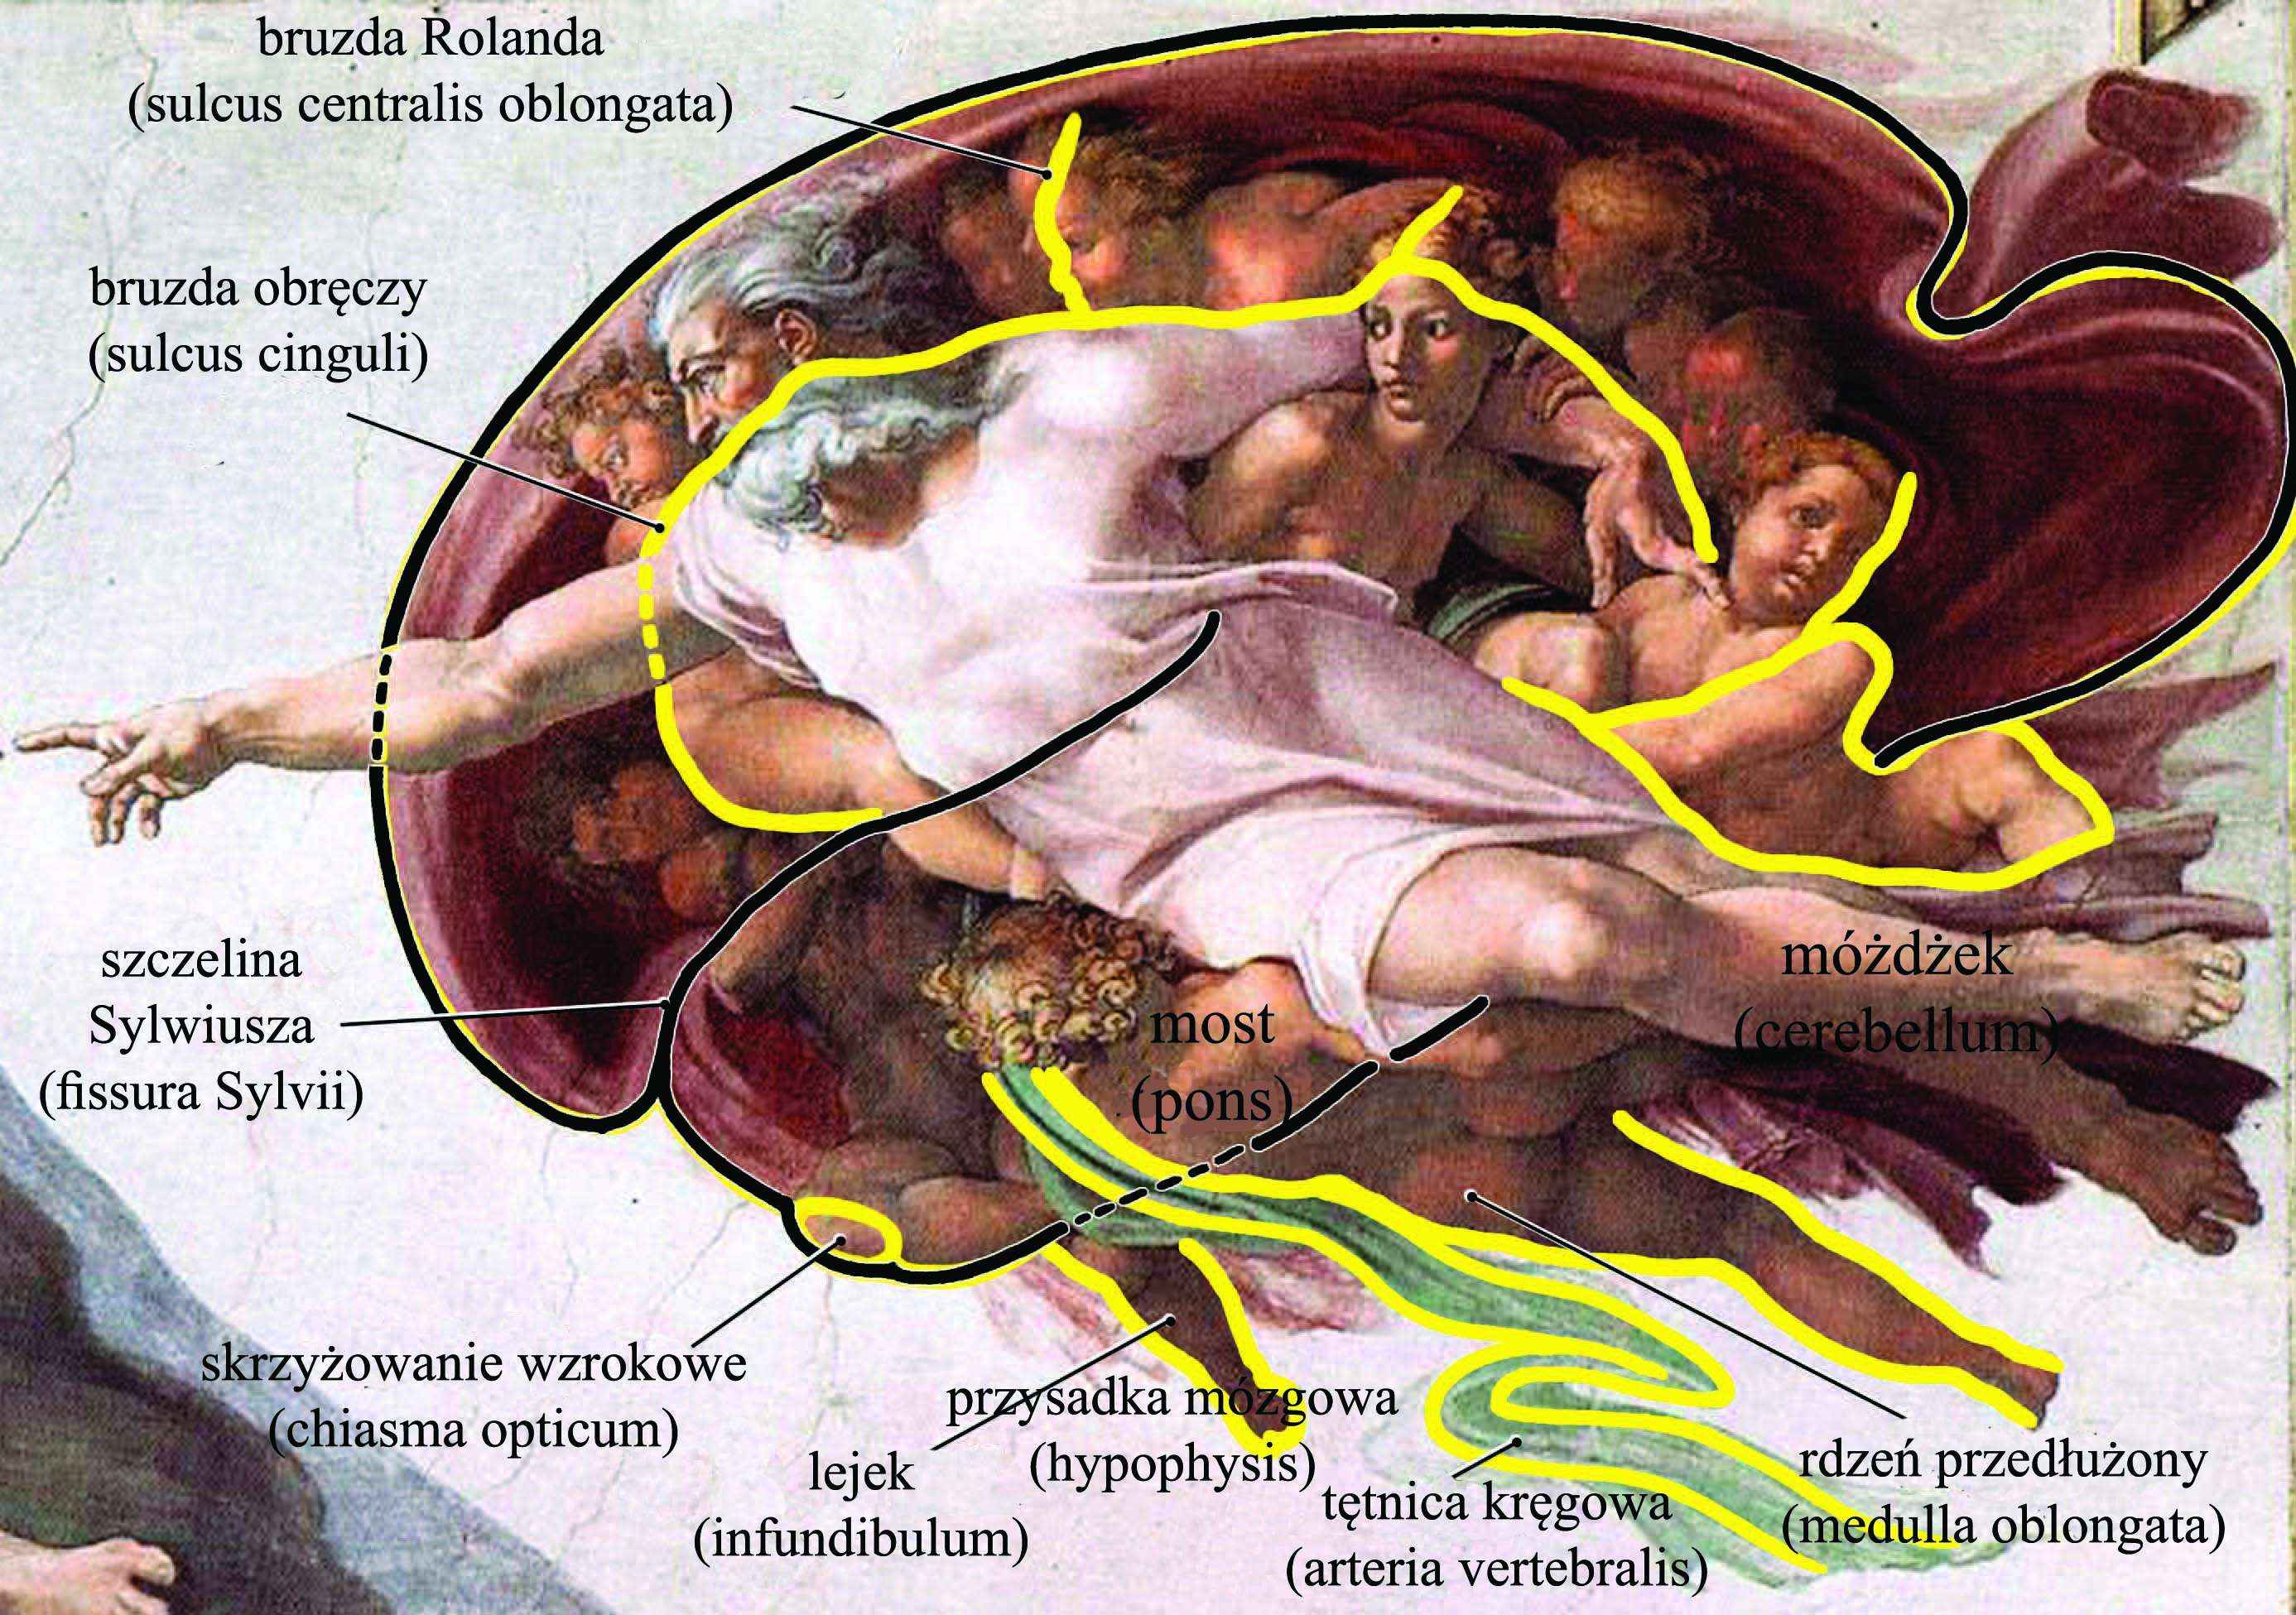 bruzda Rolanda
(sulcus centralis oblongata)
bruzda obręczy
(sulcus cinguli)
szczelina
Sylwiusza
(fissura Sylvii)
móżdżek
(cerebellum)
most
(pons)
skrzyżowanie wzrokowe
(chiasma opticum)
przysadka mózgowa
(hypophysis)
lejek
(infundibulum)
tętnica kręgowa
(arteria vertebralis)
rdzeń przedłużony
(medulla oblongata)